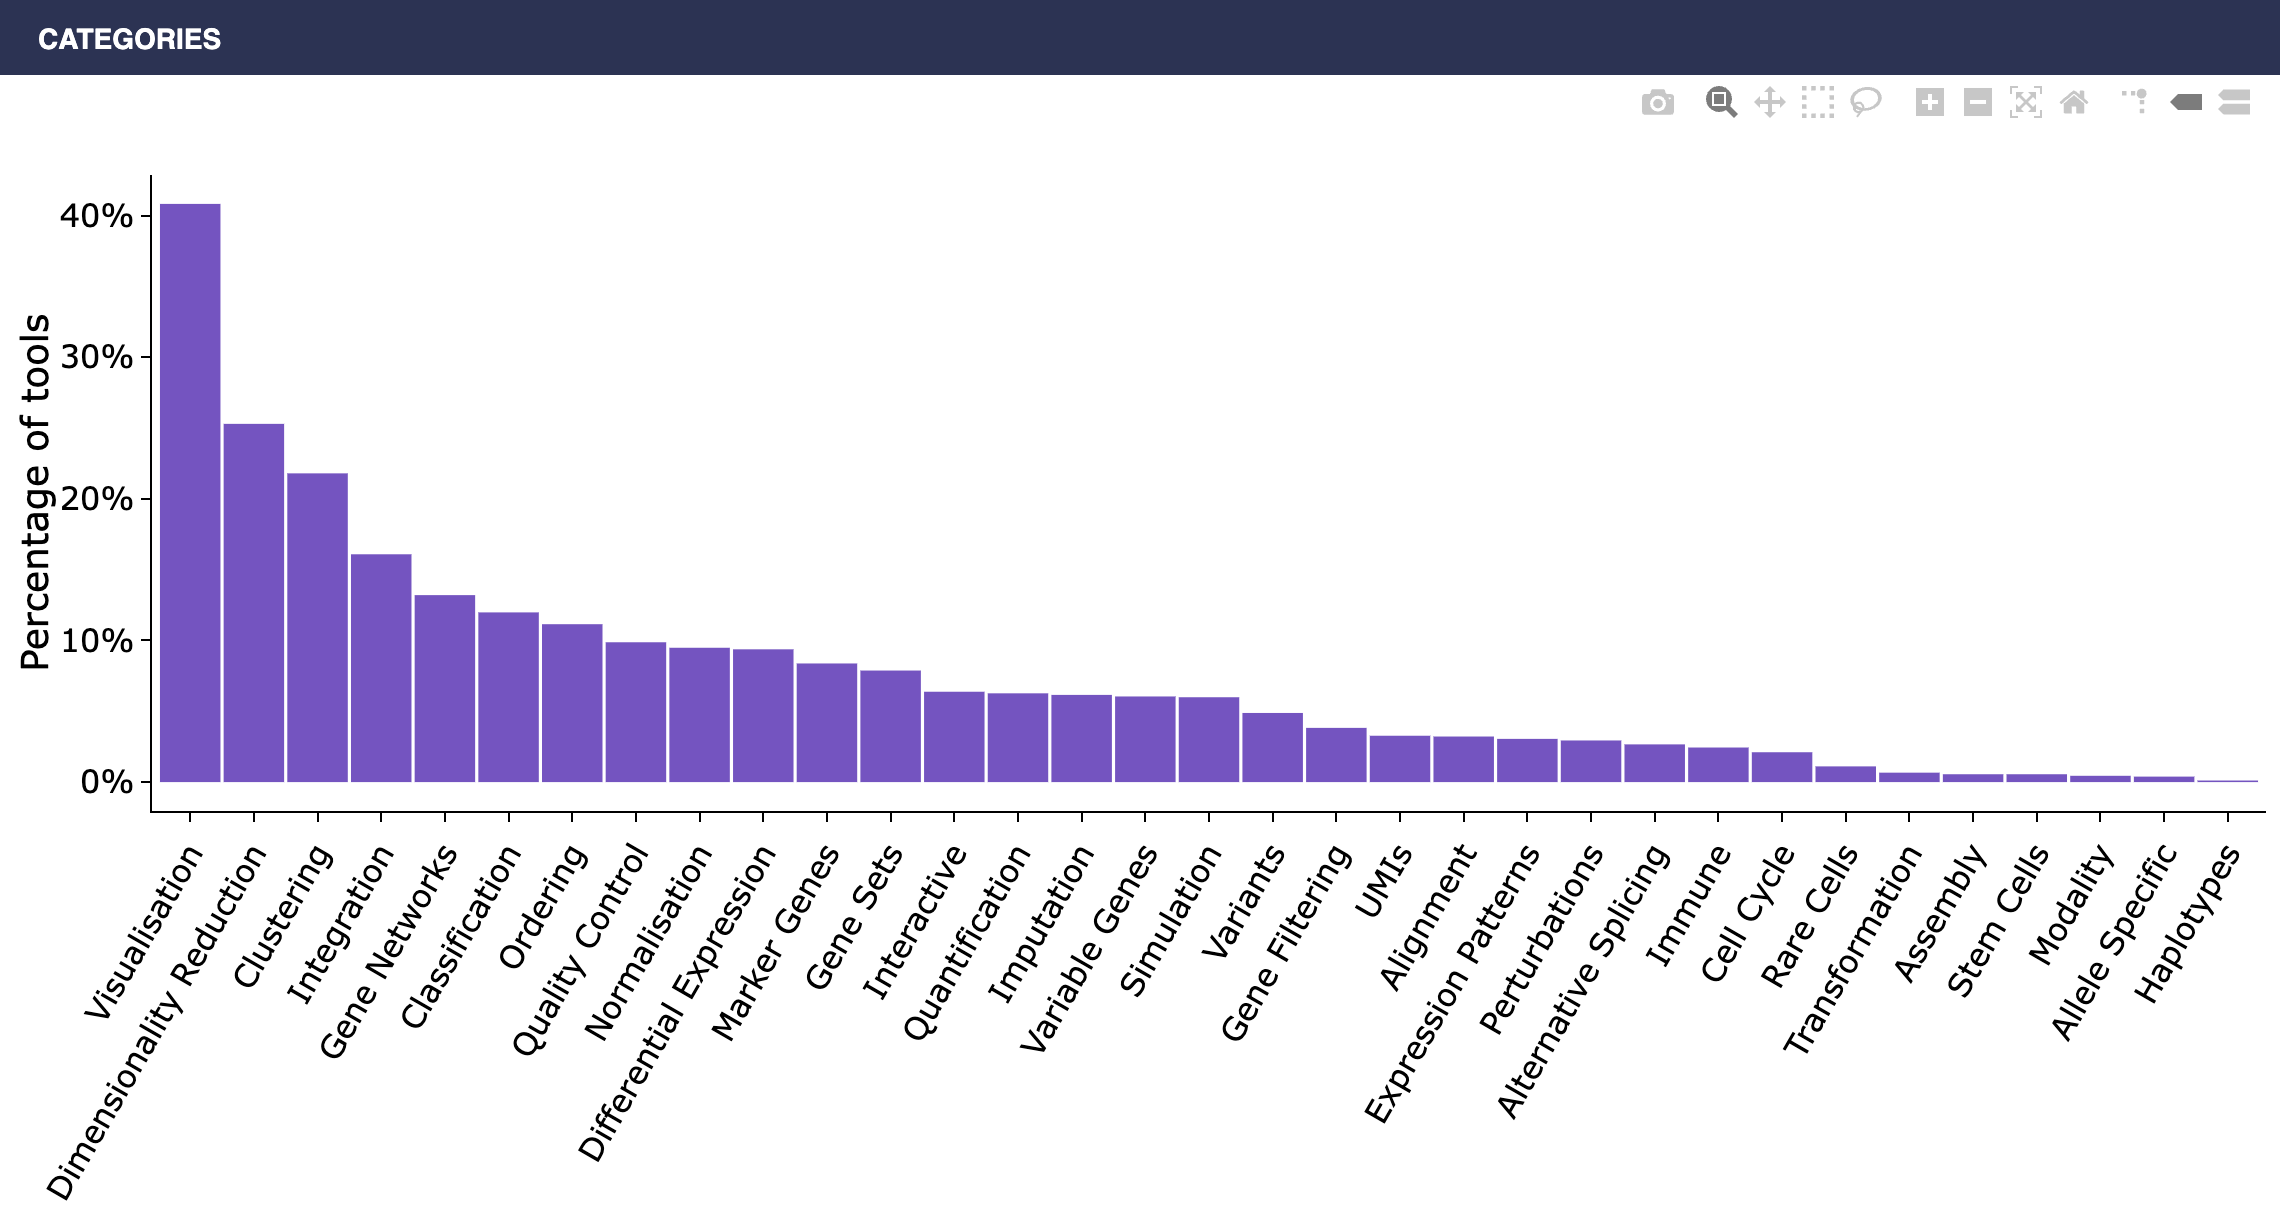 CATEGORIES
Percentage of tools
40%
30%
20%
10%
0%
Visualisation
Dimensionality Reduction
Clustering
Integration
Gene Networks
Classification
Ordering
Quality Control
Normalisation
Differential Expression
Marker Genes
Gene Sets
Interactive
Quantification
Imputation
Variable Genes
Simulation
Variants
Gene Filtering
UMIs
Alignment
Expression Patterns
Perturbations
Alternative Splicing
Immune
Cell Cycle
Rare Cells
Transformation
Assembly
Stem Cells
Modality
Allele Specific
Haplotypes